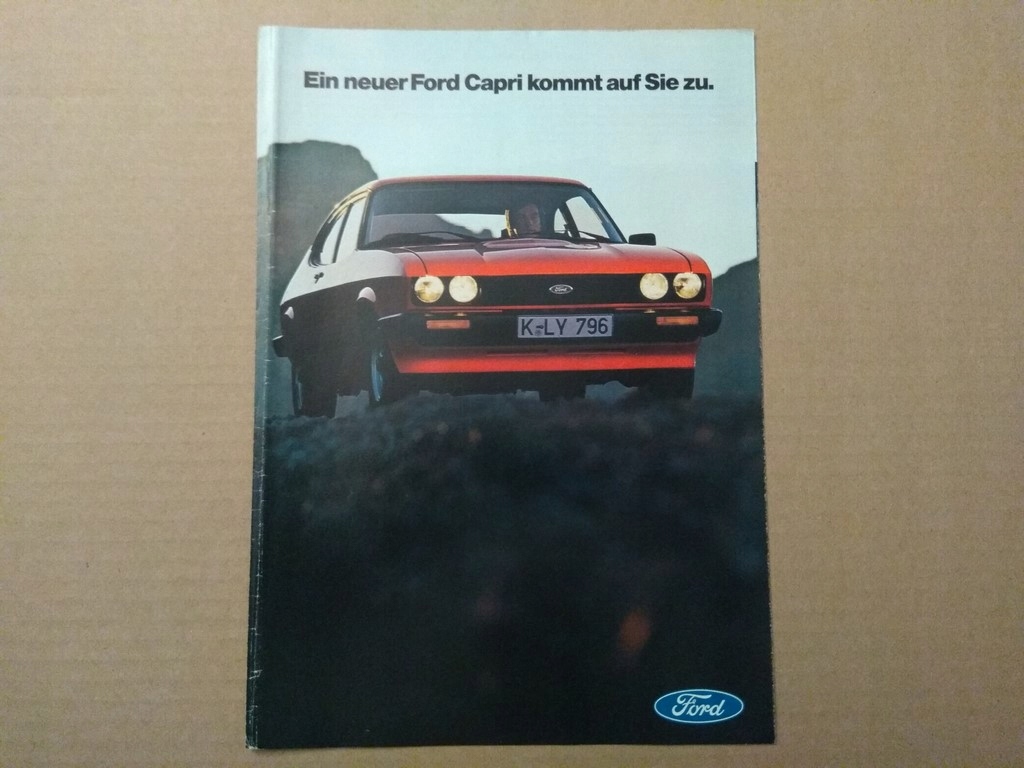 Ein neuer Ford Capri kommt auf Sie zu.
Ford
K-LY 796
Ford